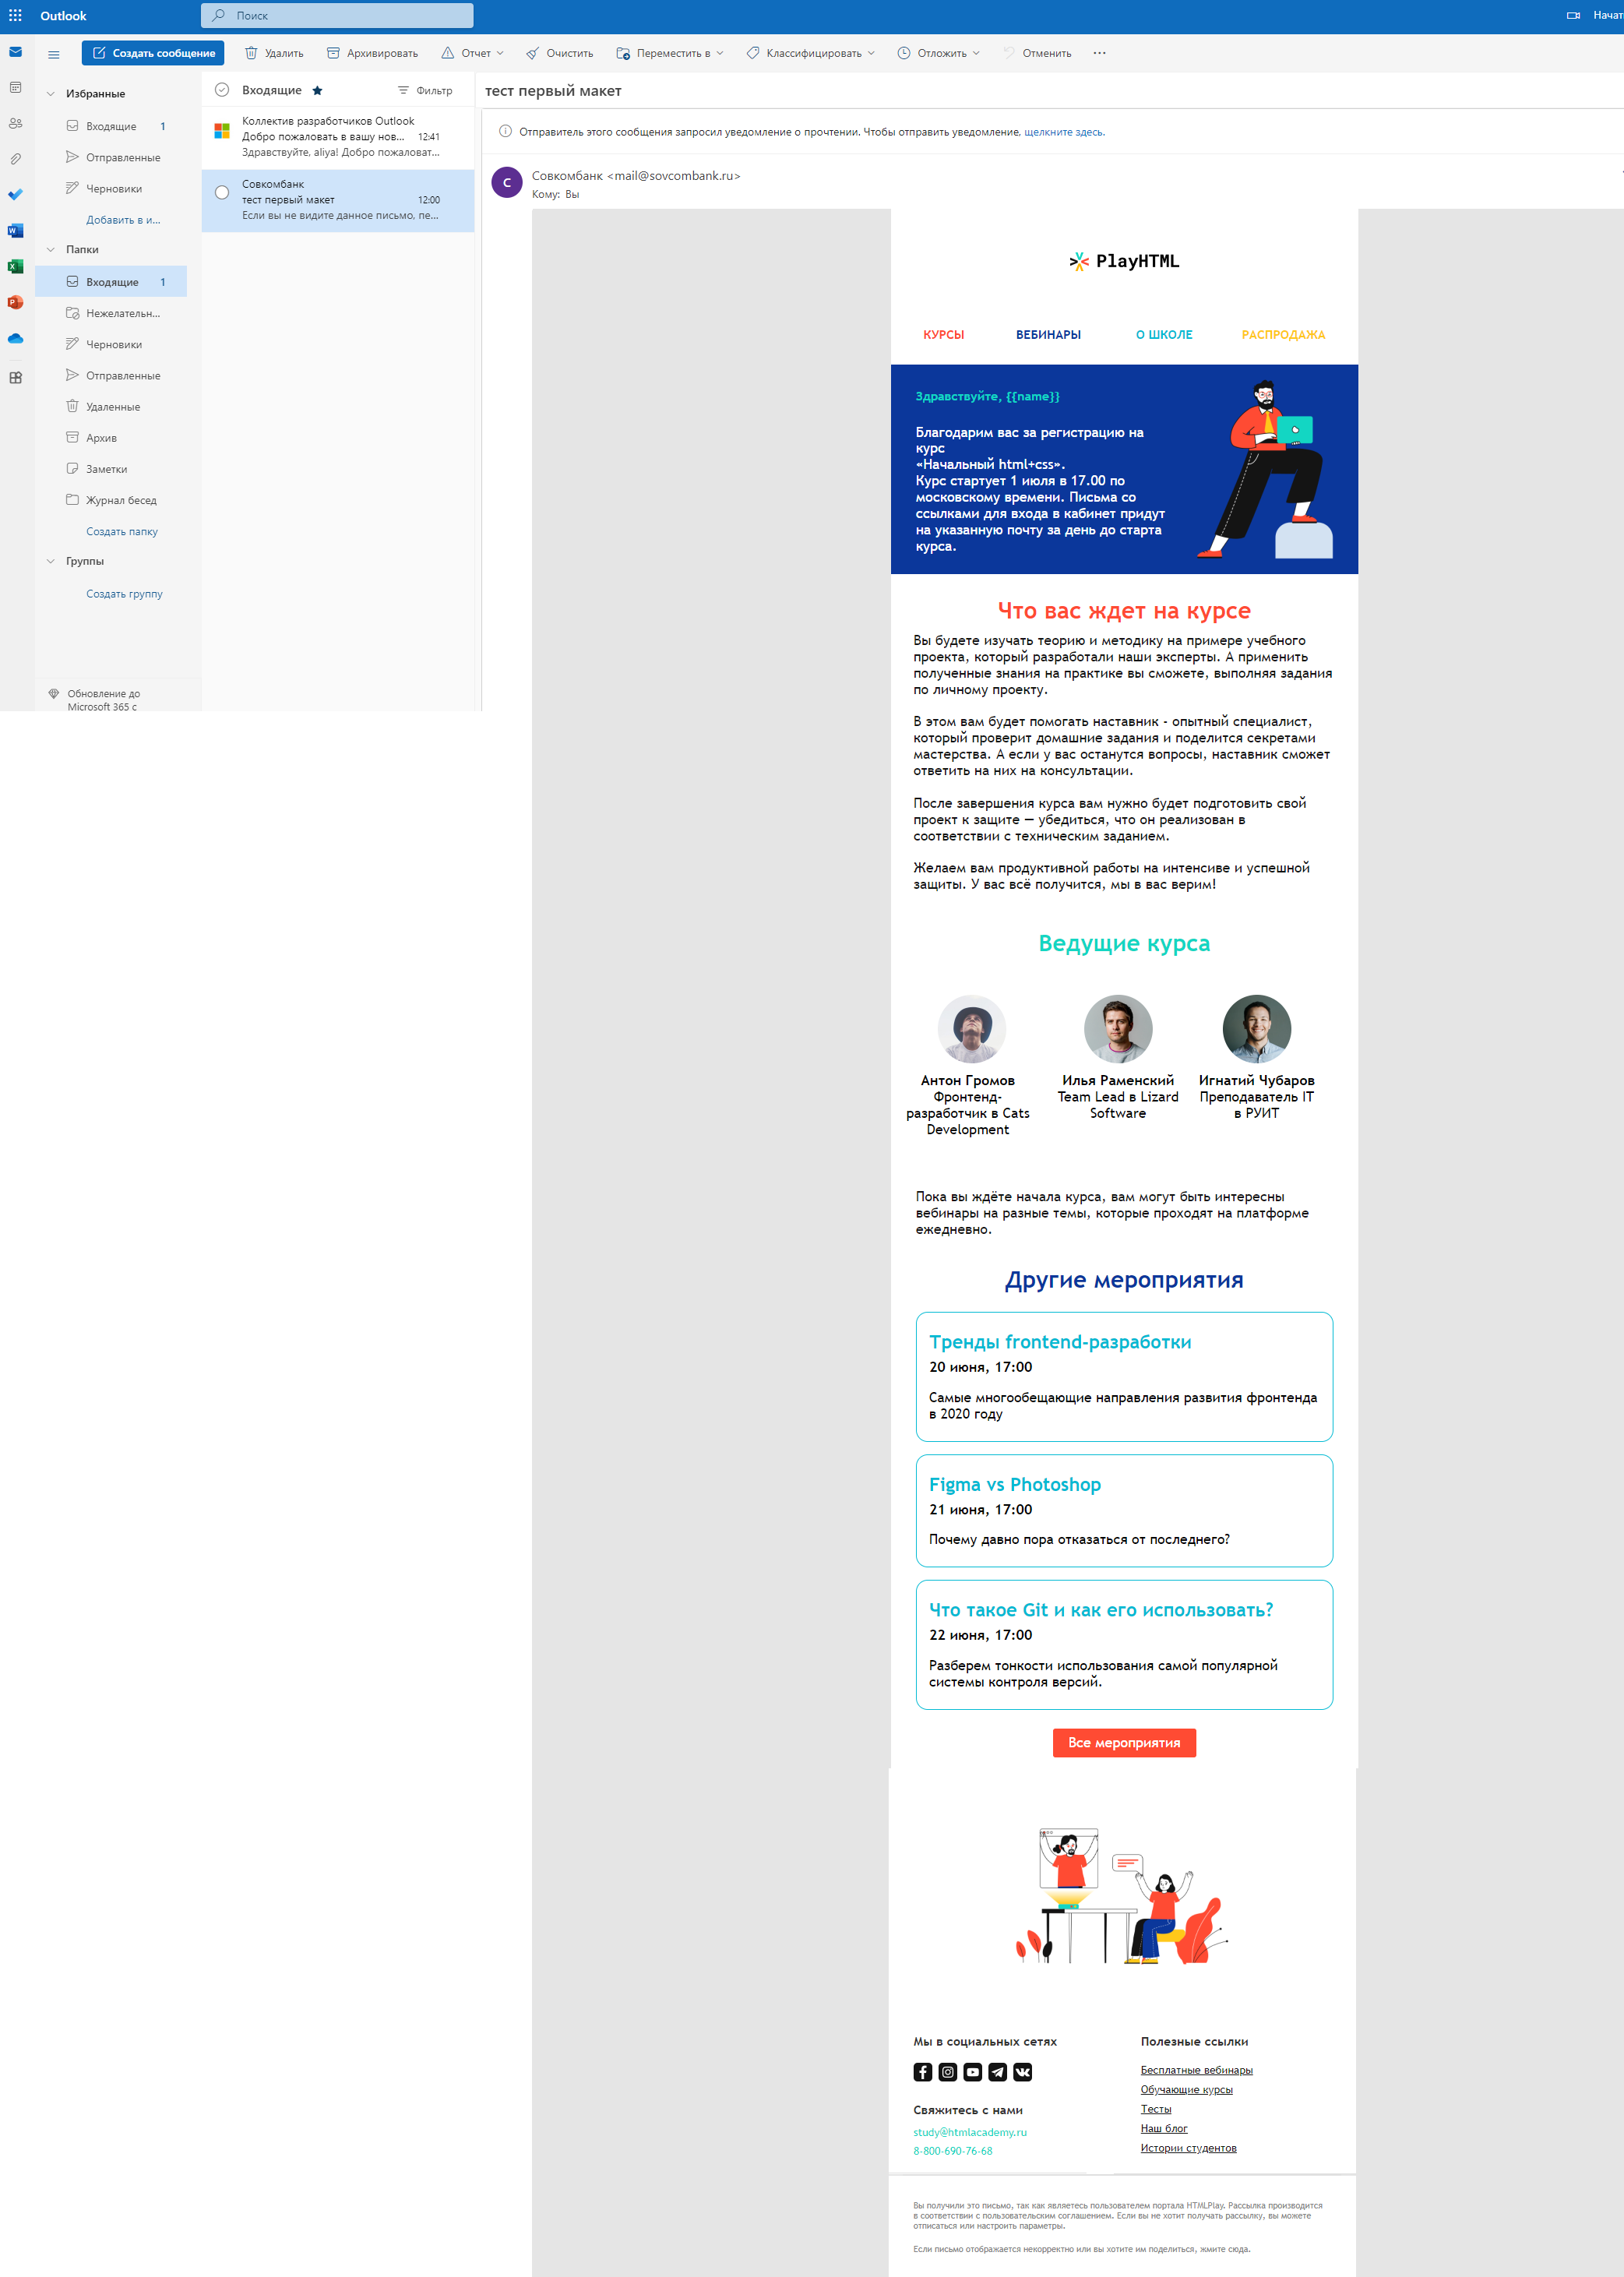 Outlook
Поиск
Создать сообщение
Удалить
Архивировать
Отчет
Очистить
Переместить в
Классифицировать
Отложить
Отменить
Избранные
Входящие 1
Отправленные
Черновики
Добавить в и...
Папки
Входящие 1
Нежелательн...
Черновики
Отправленные
Удаленные
Архив
Заметки
Журнал бесед
Создать папку
Группы
Создать группу
Обновление до
Microsoft 365 с
Входящие
Фильтр
Коллектив разработчиков Outlook
Добро пожаловать в вашу нов... 12:41
Здравствуйте, aliya! Добро пожаловат...
Совкомбанк
тест первый макет 12:00
Если вы не видите данное письмо, пе...
тест первый макет
Отправитель этого сообщения запросил уведомление о прочтении. Чтобы отправить уведомление, щелкните здесь.
С
Совкомбанк <mail@sovcombank.ru>
Кому: Вы
PlayHTML
КУРСЫ ВЕБИНАРЫ О ШКОЛЕ РАСПРОДАЖА
Здравствуйте, {{name}}
Благодарим вас за регистрацию на
курс
«Начальный html+css».
Курс стартует 1 июля в 17.00 по
московскому времени. Письма со
ссылками для входа в кабинет придут
на указанную почту за день до старта
курса.
Что вас ждет на курсе
Вы будете изучать теорию и методику на примере учебного
проекта, который разработали наши эксперты. А применить
полученные знания на практике вы сможете, выполняя задания
по личному проекту.
В этом вам будет помогать наставник - опытный специалист,
который проверит домашние задания и поделится секретами
мастерства. А если у вас останутся вопросы, наставник сможет
ответить на них на консультации.
После завершения курса вам нужно будет подготовить свой
проект к защите — убедиться, что он реализован в
соответствии с техническим заданием.
Желаем вам продуктивной работы на интенсиве и успешной
защиты. У вас всё получится, мы в вас верим!
Ведущие курса
Антон Громов
Фронтенд-
разработчик в Cats
Development
Илья Раменский
Team Lead в Lizard
Software
Игнатий Чубаров
Преподаватель IT
в РУИТ
Пока вы ждёте начала курса, вам могут быть интересны
вебинары на разные темы, которые проходят на платформе
ежедневно.
Другие мероприятия
Тренды frontend-разработки
20 июня, 17:00
Самые многообещающие направления развития фронтенда
в 2020 году
Figma vs Photoshop
21 июня, 17:00
Почему давно пора отказаться от последнего?
Что такое Git и как его использовать?
22 июня, 17:00
Разберем тонкости использования самой популярной
системы контроля версий.
Все мероприятия
Мы в социальных сетях
Свяжитесь с нами
study@htmlacademy.ru
8-800-690-76-68
Полезные ссылки
Бесплатные вебинары
Обучающие курсы
Тесты
Наш блог
Истории студентов
Вы получили это письмо, так как являетесь пользователем портала HTMLPlay. Рассылка производится
в соответствии с пользовательским соглашением. Если вы не хотит получать рассылку, вы можете
отписаться или настроить параметры.
Если письмо отображается некорректно или вы хотите им поделиться, жмите сюда.